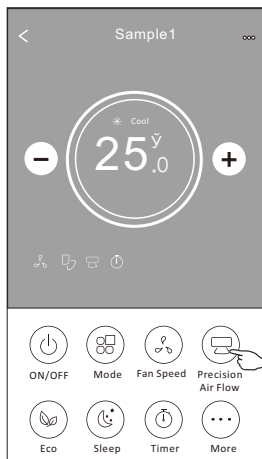 Sample1
Cool
25.0 ў
ON/OFF
Mode
Fan Speed
Precision
Air Flow
Eco
Sleep
Timer
More